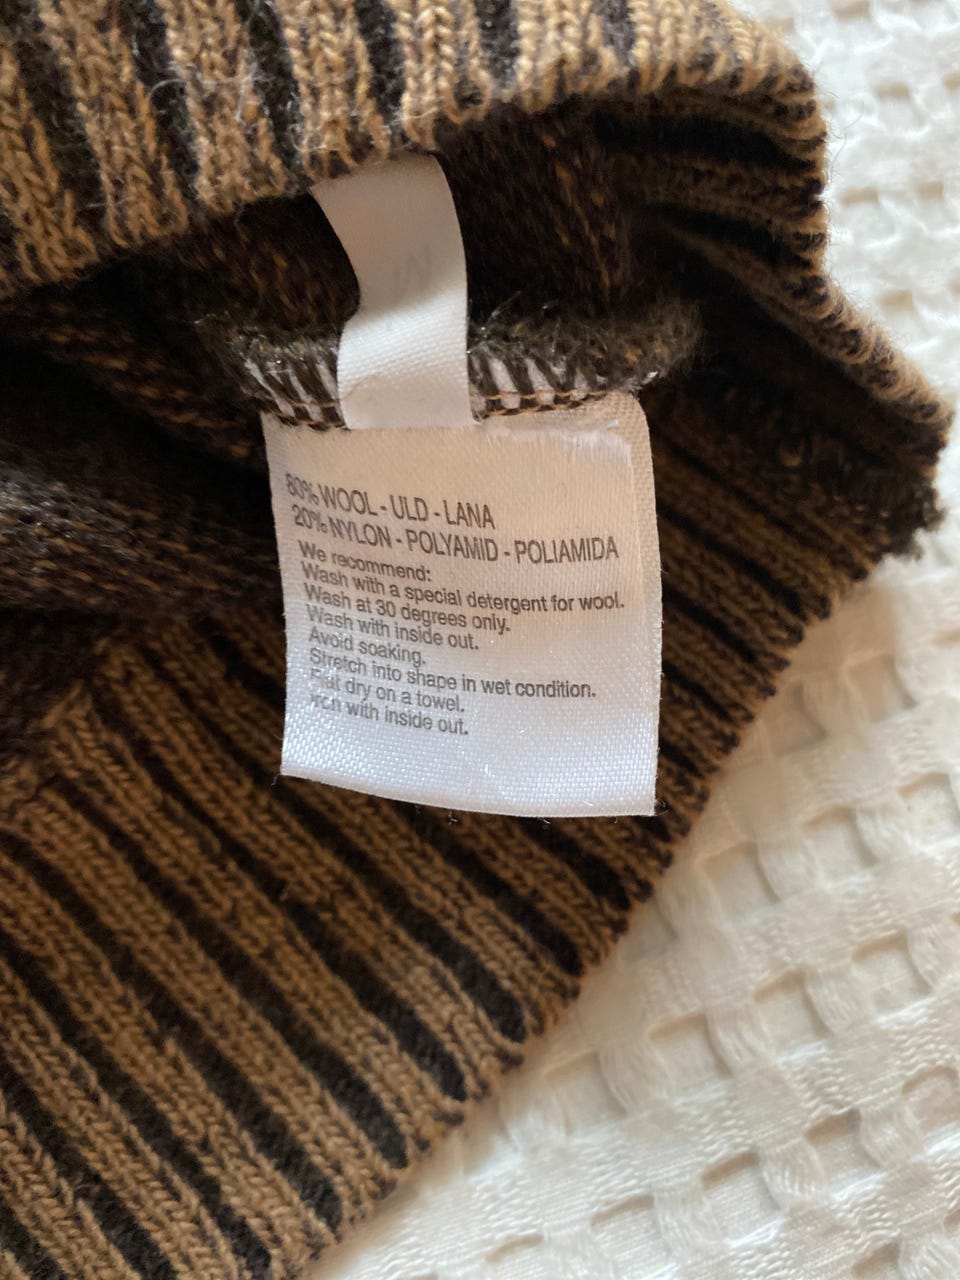 80% WOOL - ULD - LANA
20% NYLON - POLYAMID - POLIAMIDA
We recommend:
Wash with a special detergent for wool.
Wash at 30 degrees only.
Wash with inside out.
Avoid soaking.
Stretch into shape in wet condition.
Flat dry on a towel.
Iron with inside out.